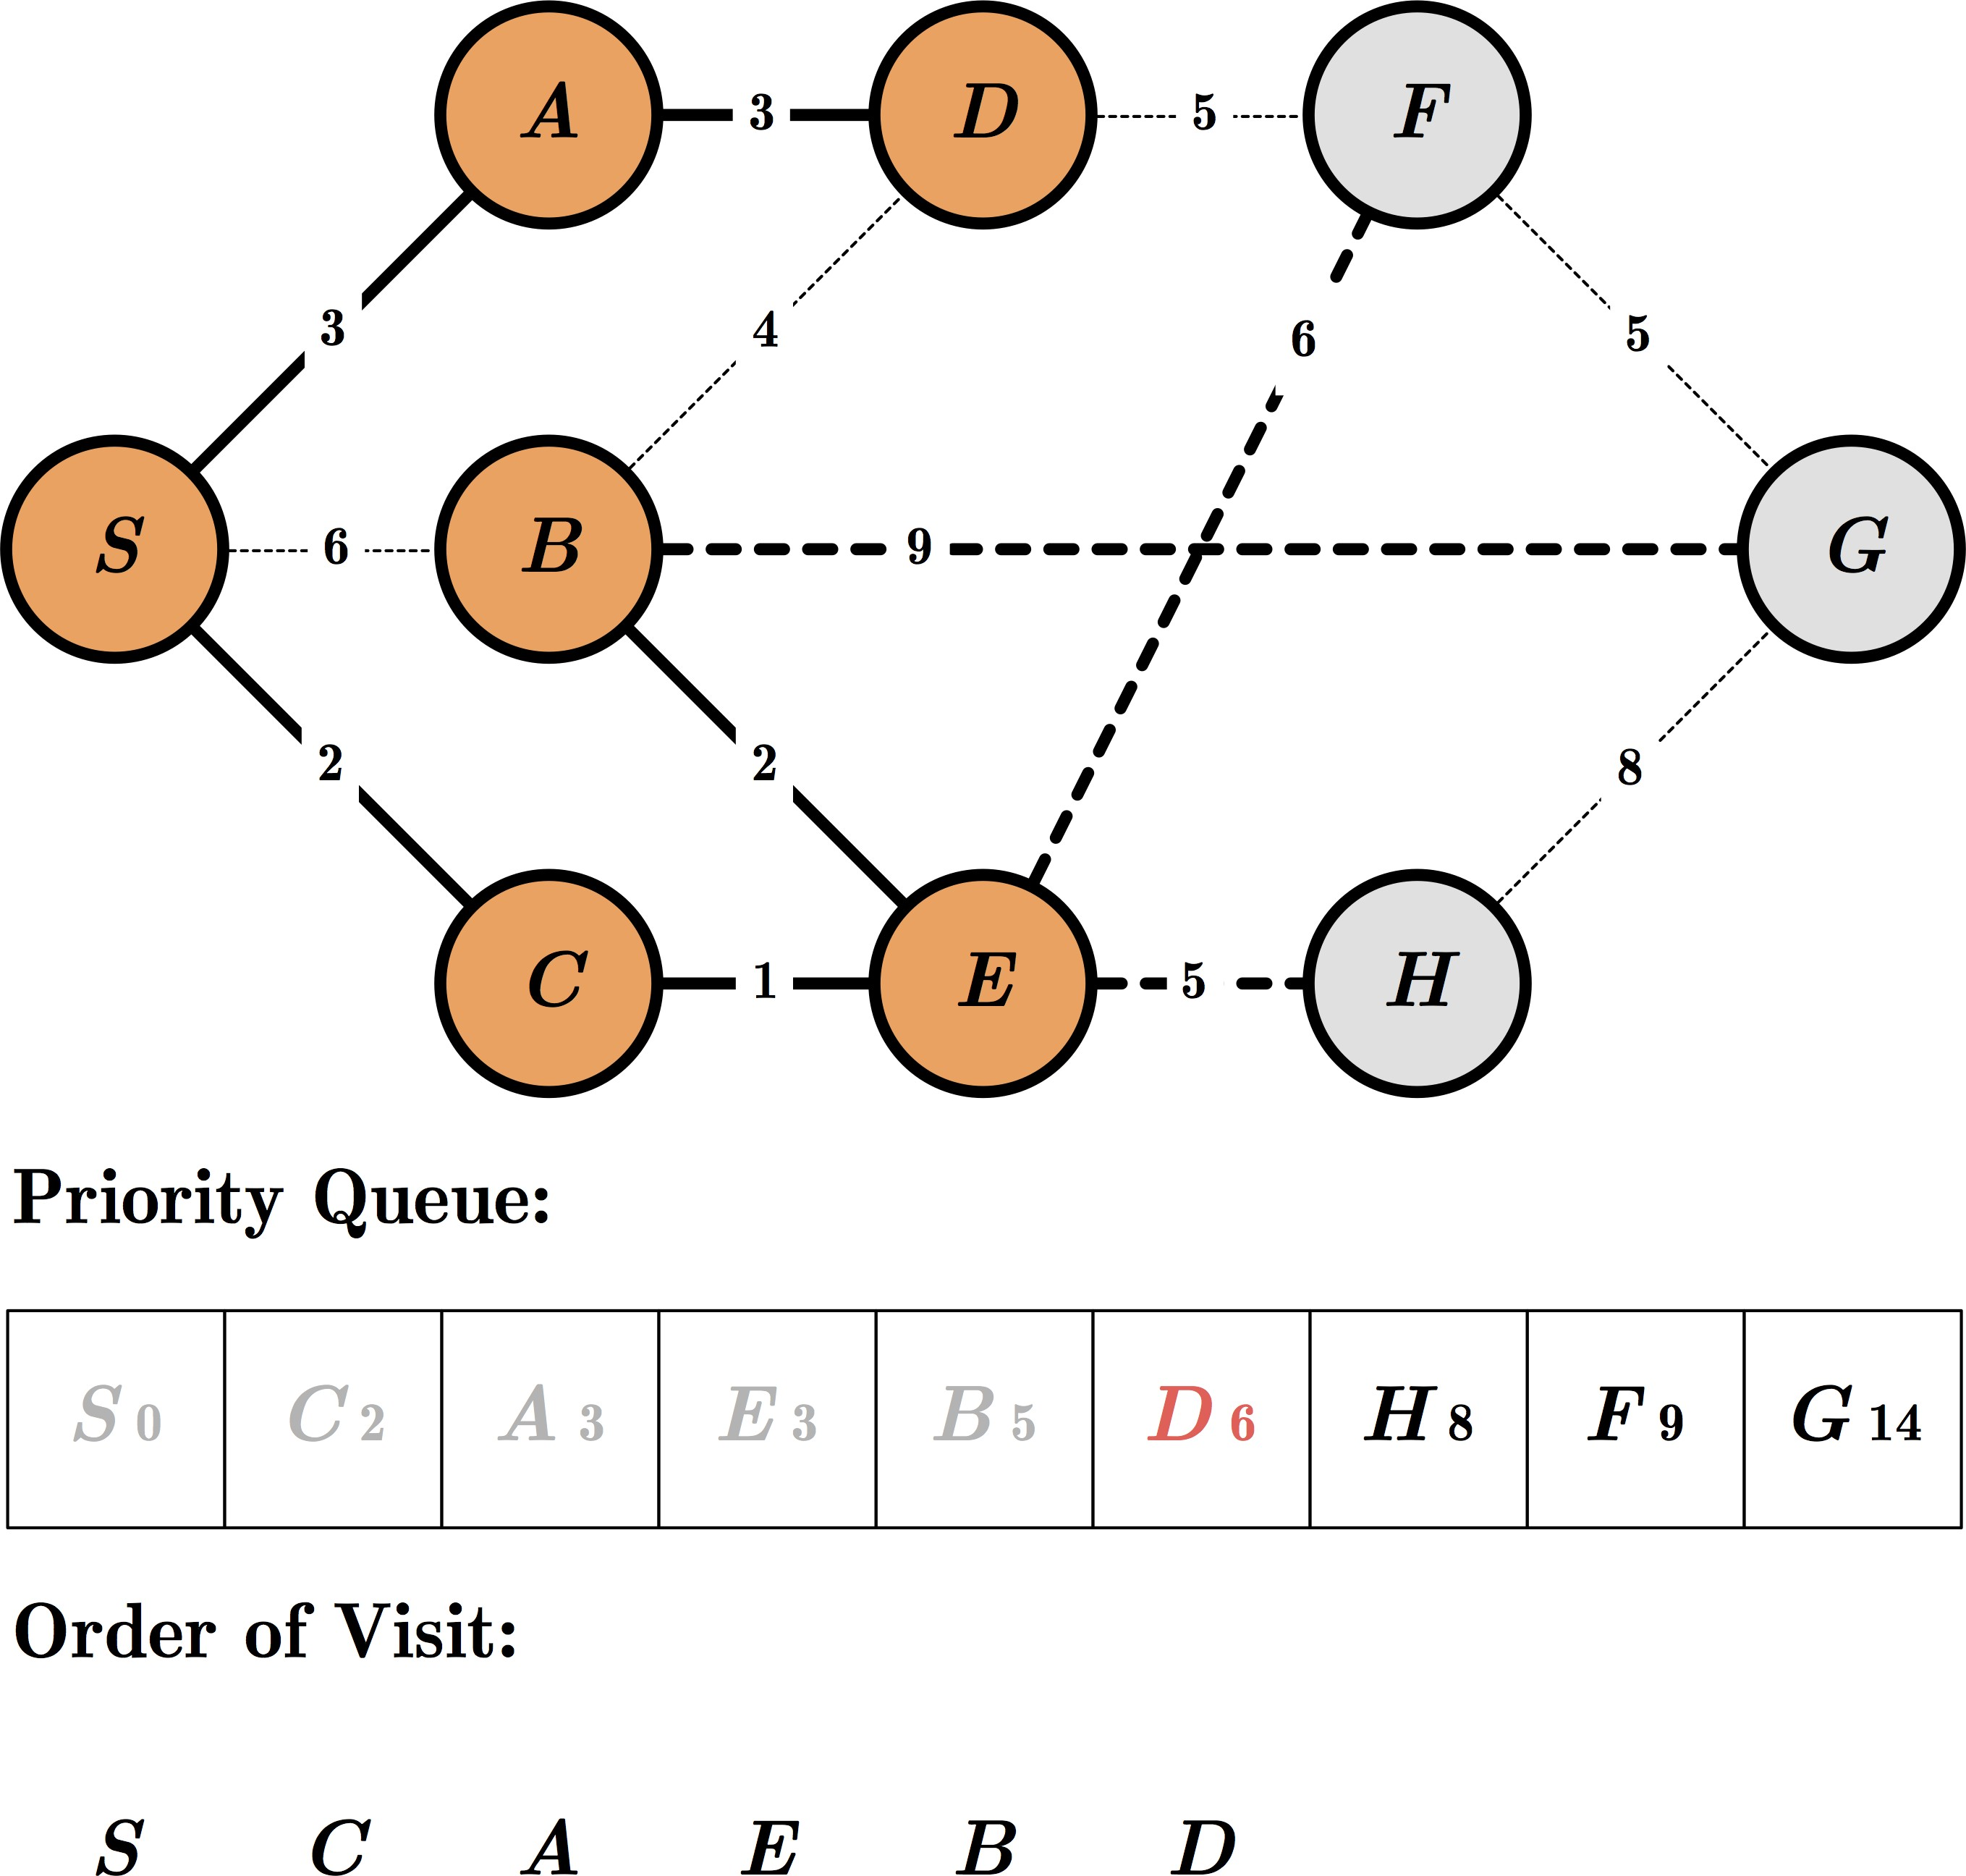 A 3 D 5 F
3 4 6 5
S 6 B 9 G
2 2 8
C 1 E 5 H
Priority Queue:
S 0 C 2 A 3 E 3 B 5 D 6 H 8 F 9 G 14
Order of Visit:
S C A E B D